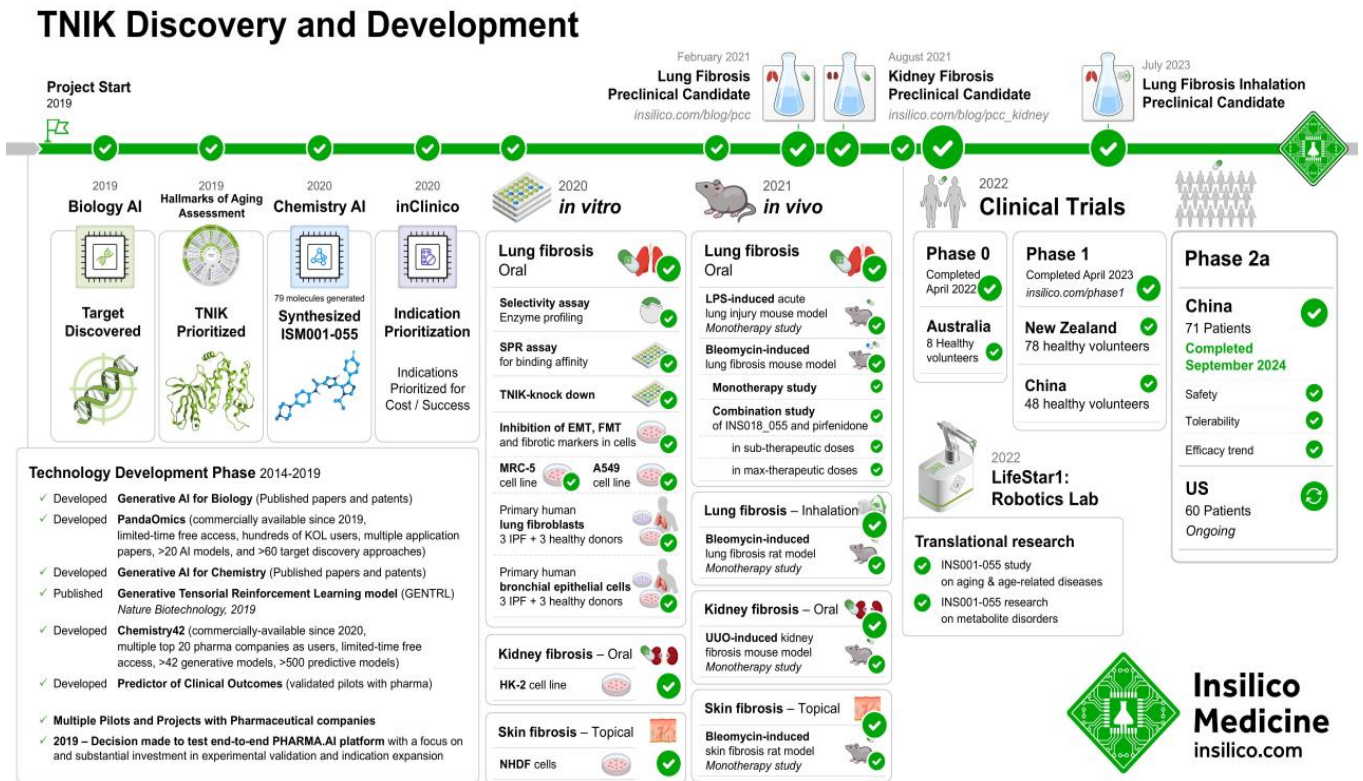 TNIK Discovery and Development
Project Start
2019
February 2021
Lung Fibrosis
Preclinical Candidate
insilico.com/blog/pcc
August 2021
Kidney Fibrosis
Preclinical Candidate
insilico.com/blog/pcc_kidney
July 2023
Lung Fibrosis Inhalation
Preclinical Candidate
2019
Biology AI
Target
Discovered
2019
Hallmarks of Aging
Assessment
TNIK
Prioritized
2020
Chemistry AI
79 molecules generated
Synthesized
ISM001-055
2020
inClinico
Indication
Prioritization
Indications
Prioritized for
Cost / Success
Technology Development Phase 2014-2019
✓ Developed Generative AI for Biology (Published papers and patents)
✓ Developed PandaOmics (commercially available since 2019,
limited-time free access, hundreds of KOL users, multiple application
papers, >20 AI models, and >60 target discovery approaches)
✓ Developed Generative AI for Chemistry (Published papers and patents)
✓ Published Generative Tensorial Reinforcement Learning model (GENTRL)
Nature Biotechnology, 2019
✓ Developed Chemistry42 (commercially-available since 2020,
multiple top 20 pharma companies as users, limited-time free
access, >42 generative models, >500 predictive models)
✓ Developed Predictor of Clinical Outcomes (validated pilots with pharma)
✓ Multiple Pilots and Projects with Pharmaceutical companies
✓ 2019 – Decision made to test end-to-end PHARMA.AI platform with a focus on
and substantial investment in experimental validation and indication expansion
2020
in vitro
Lung fibrosis
Oral
Selectivity assay
Enzyme profiling
SPR assay
for binding affinity
TNIK-knock down
Inhibition of EMT, FMT
and fibrotic markers in cells
MRC-5
cell line
A549
cell line
Primary human
lung fibroblasts
3 IPF + 3 healthy donors
Primary human
bronchial epithelial cells
3 IPF + 3 healthy donors
Kidney fibrosis – Oral
HK-2 cell line
Skin fibrosis – Topical
NHDF cells
2021
in vivo
Lung fibrosis
Oral
LPS-induced acute
lung injury mouse model
Monotherapy study
Bleomycin-induced
lung fibrosis mouse model
Monotherapy study
Combination study
of INS018_055 and pirfenidone
in sub-therapeutic doses
in max-therapeutic doses
Lung fibrosis – Inhalation
Bleomycin-induced
lung fibrosis rat model
Monotherapy study
Kidney fibrosis – Oral
UUO-induced kidney
fibrosis mouse model
Monotherapy study
Skin fibrosis – Topical
Bleomycin-induced
skin fibrosis rat model
Monotherapy study
2022
Clinical Trials
Phase 0
Completed
April 2022
Australia
8 Healthy
volunteers
Phase 1
Completed April 2023
insilico.com/phase1
New Zealand
78 healthy volunteers
China
48 healthy volunteers
2022
LifeStar1:
Robotics Lab
Translational research
INS001-055 study
on aging & age-related diseases
INS001-055 research
on metabolite disorders
Phase 2a
China
71 Patients
Completed
September 2024
Safety
Tolerability
Efficacy trend
US
60 Patients
Ongoing
Insilico
Medicine
insilico.com